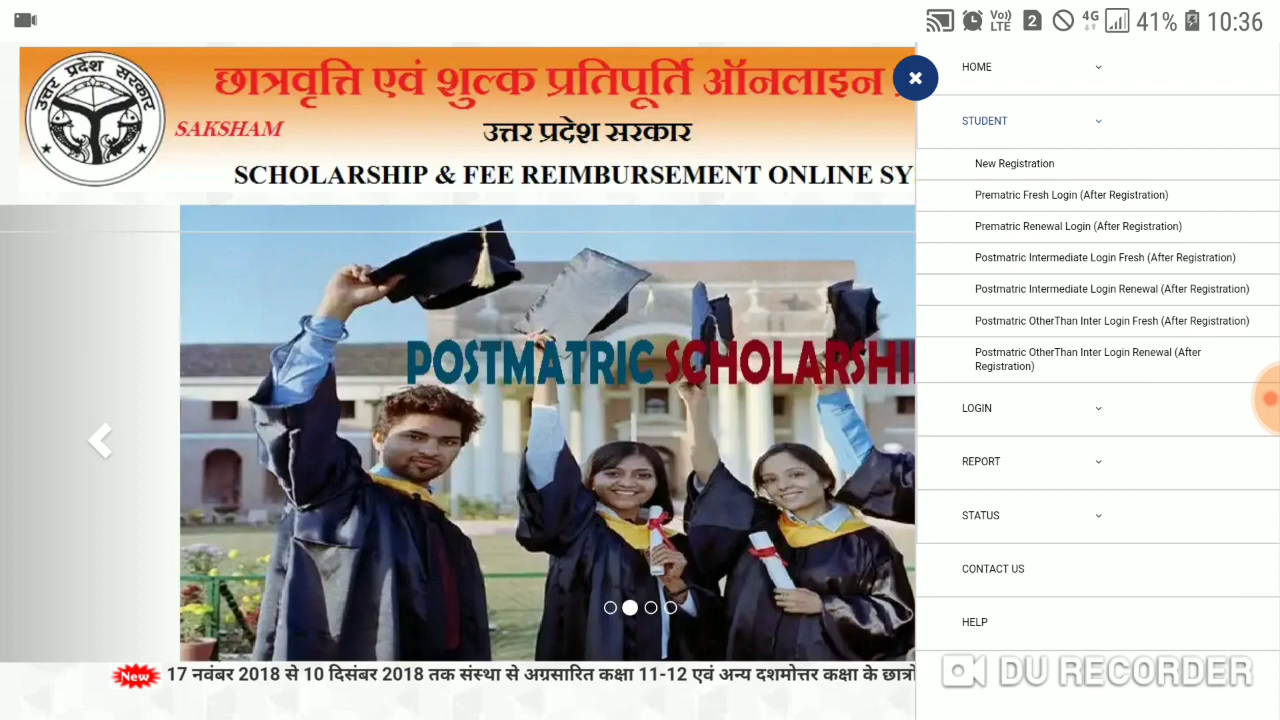 Vo))
LTE
2
4G
41%
10:36
उत्तर प्रदेश सरकार
SAKSHAM
छात्रवृत्ति एवं शुल्क प्रतिपूर्ति ऑनलाइन
उत्तर प्रदेश सरकार
SCHOLARSHIP & FEE REIMBURSEMENT ONLINE SY
POSTMATRIC SCHOLARSHI
New 17 नवंबर 2018 से 10 दिसंबर 2018 तक संस्था से अग्रसारित कक्षा 11-12 एवं अन्य दशमोत्तर कक्षा के छात्रो
HOME
STUDENT
New Registration
Prematric Fresh Login (After Registration)
Prematric Renewal Login (After Registration)
Postmatric Intermediate Login Fresh (After Registration)
Postmatric Intermediate Login Renewal (After Registration)
Postmatric OtherThan Inter Login Fresh (After Registration)
Postmatric OtherThan Inter Login Renewal (After
Registration)
LOGIN
REPORT
STATUS
CONTACT US
HELP
DU RECORDER